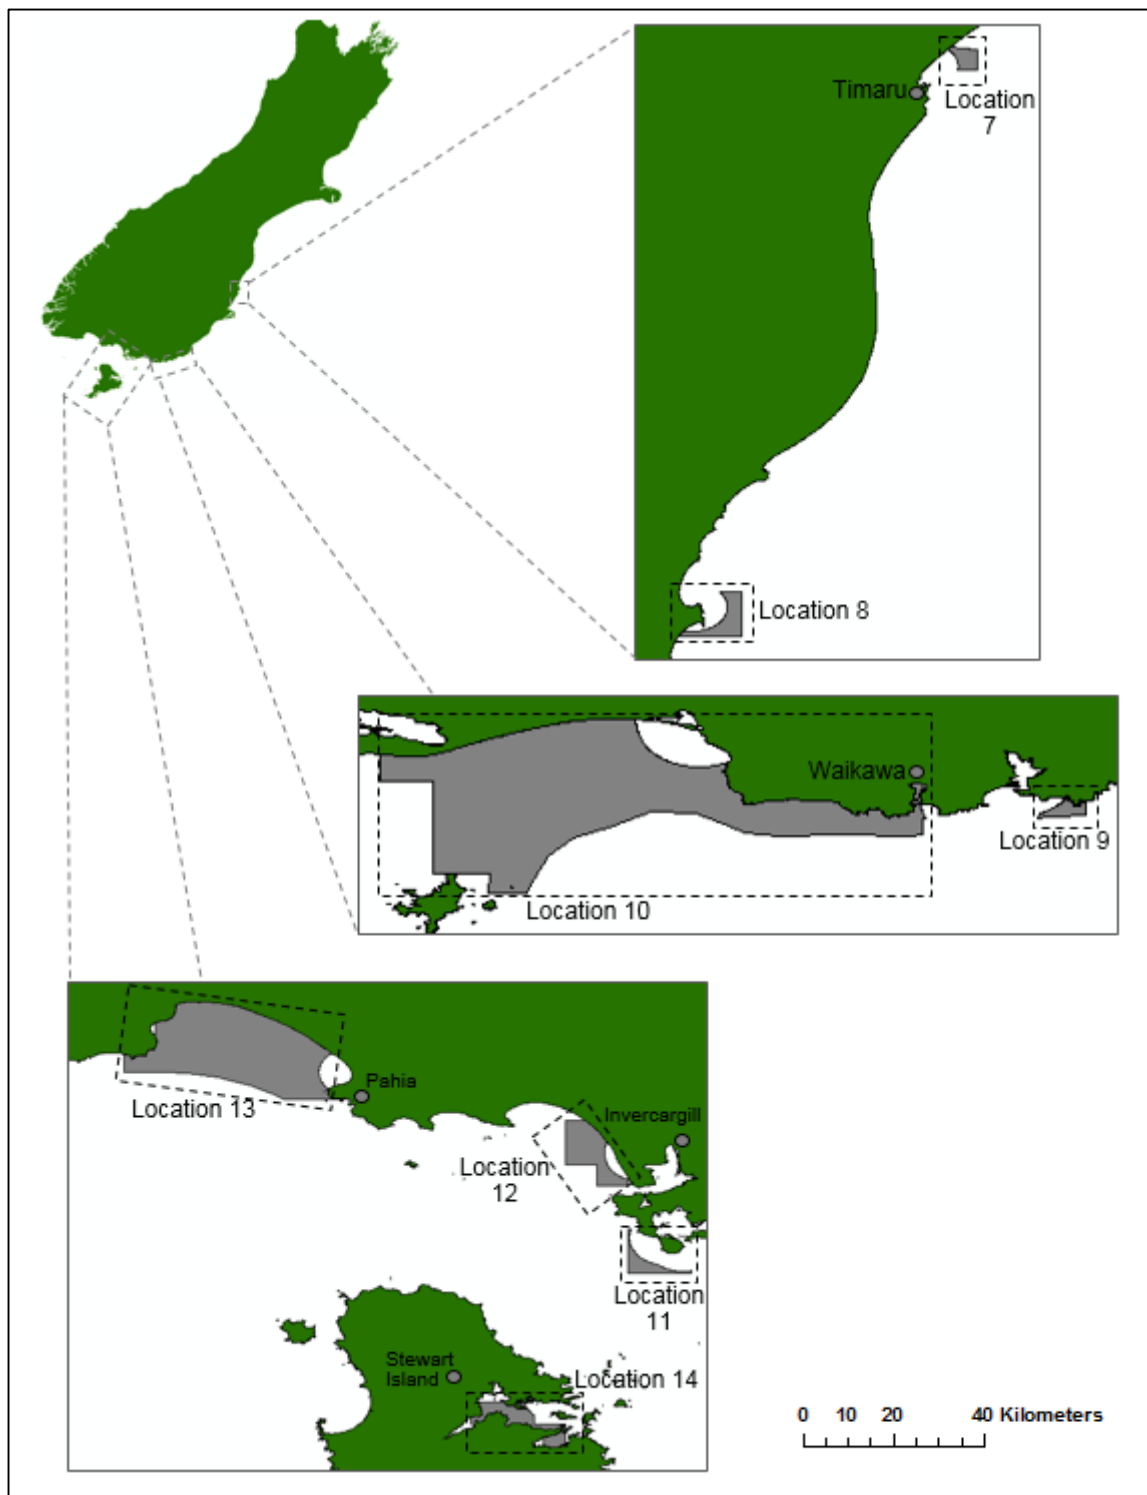 Timaru
Location
7
Location 8
Waikawa
Location 9
Location 10
Pahia
Location 13
Invercargill
Location
12
Location
11
Stewart
Island
Location 14
0 10 20 40 Kilometers